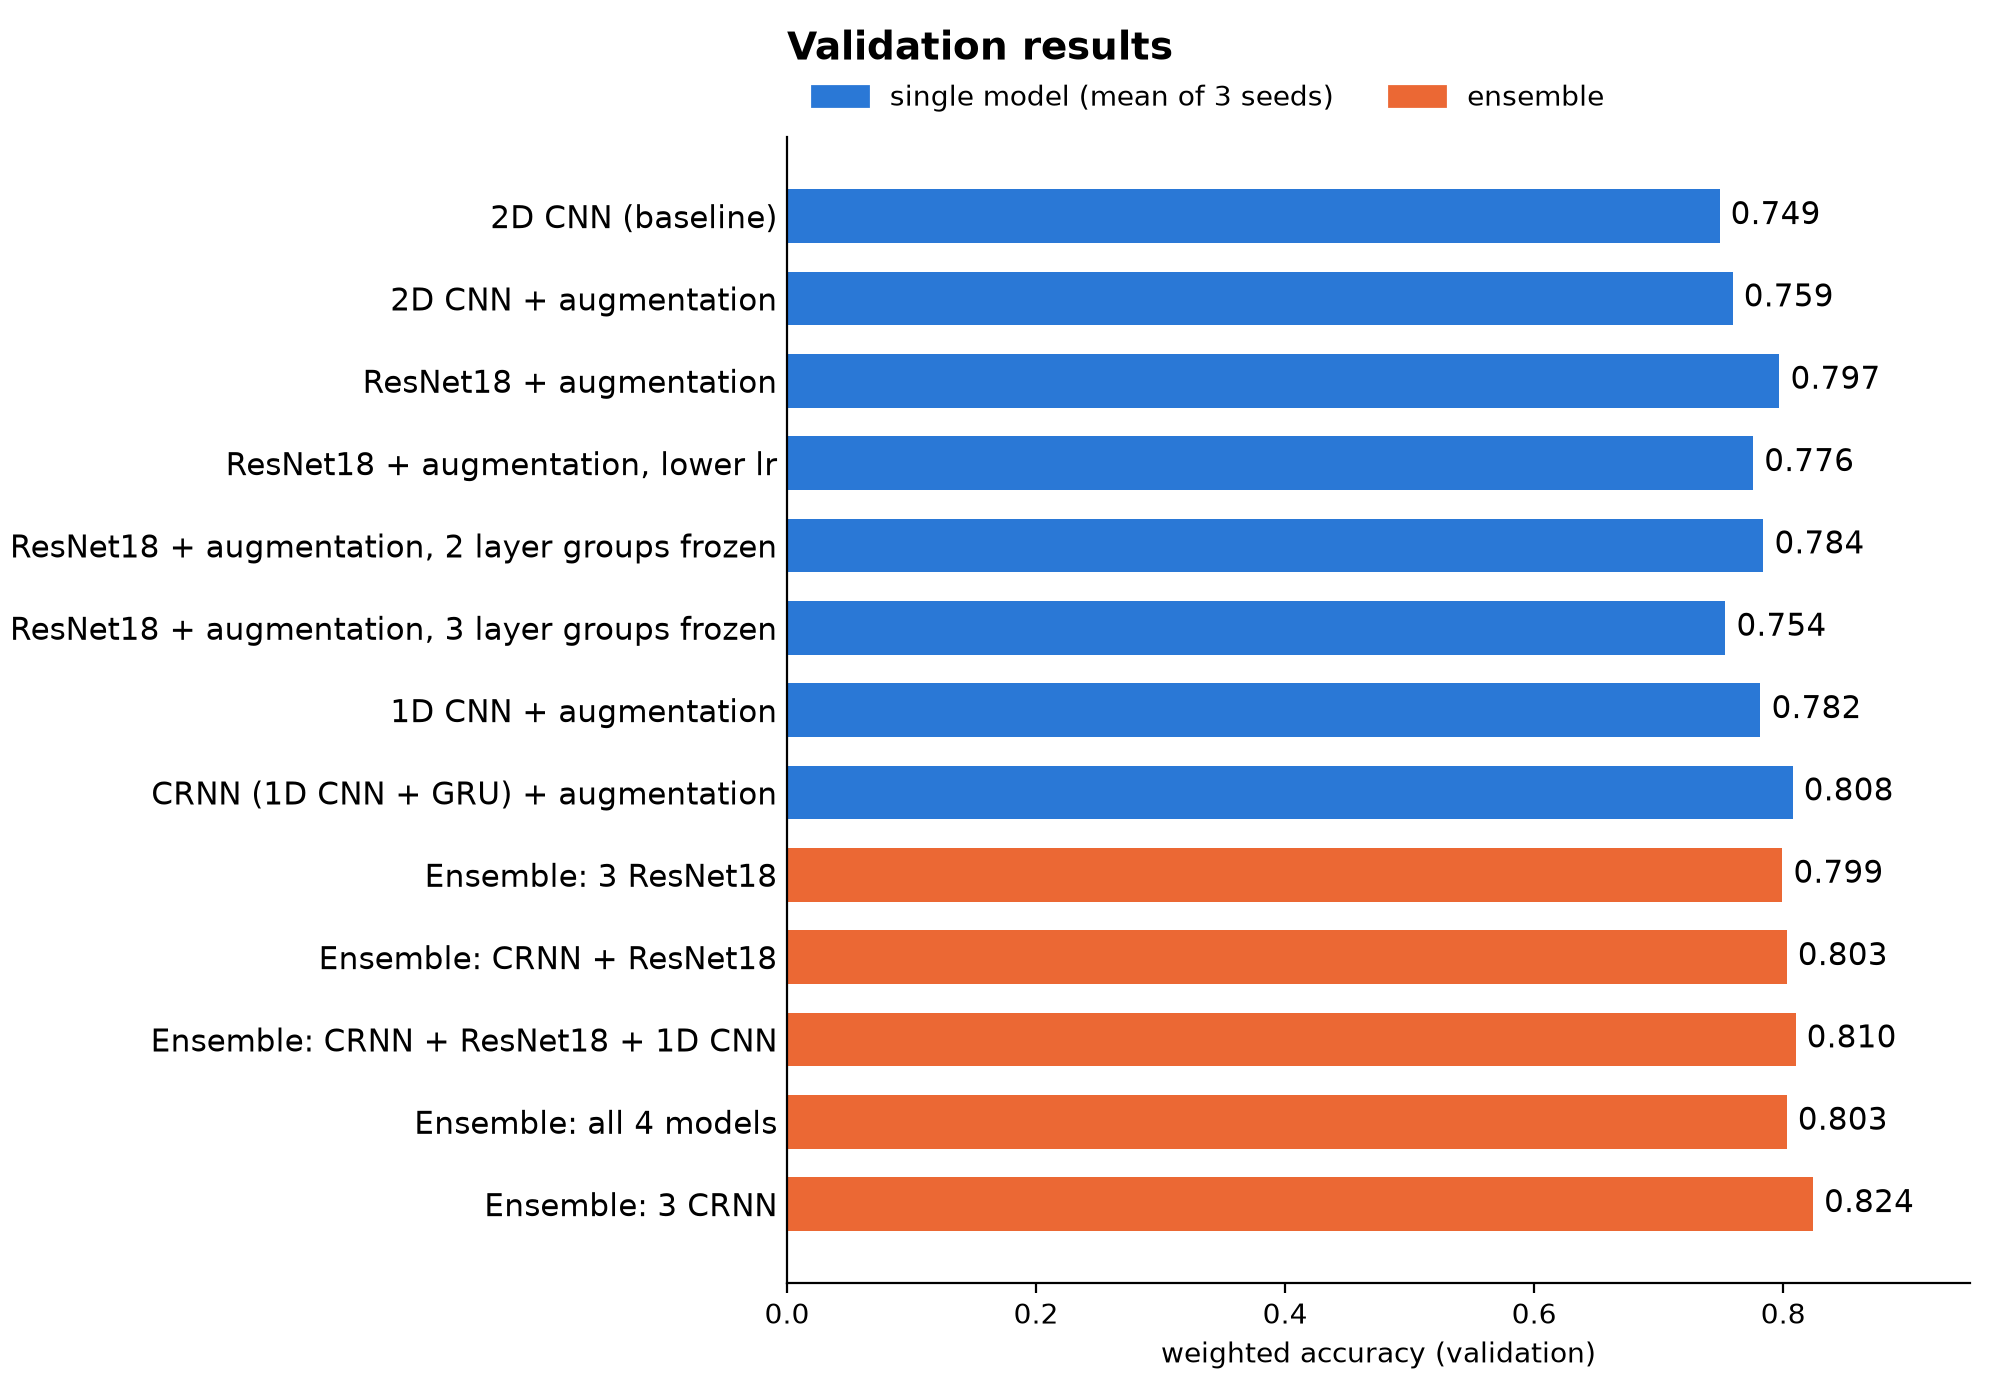 Validation results
single model (mean of 3 seeds) ensemble
2D CNN (baseline) 0.749
2D CNN + augmentation 0.759
ResNet18 + augmentation 0.797
ResNet18 + augmentation, lower lr 0.776
ResNet18 + augmentation, 2 layer groups frozen 0.784
ResNet18 + augmentation, 3 layer groups frozen 0.754
1D CNN + augmentation 0.782
CRNN (1D CNN + GRU) + augmentation 0.808
Ensemble: 3 ResNet18 0.799
Ensemble: CRNN + ResNet18 0.803
Ensemble: CRNN + ResNet18 + 1D CNN 0.810
Ensemble: all 4 models 0.803
Ensemble: 3 CRNN 0.824
0.0 0.2 0.4 0.6 0.8
weighted accuracy (validation)